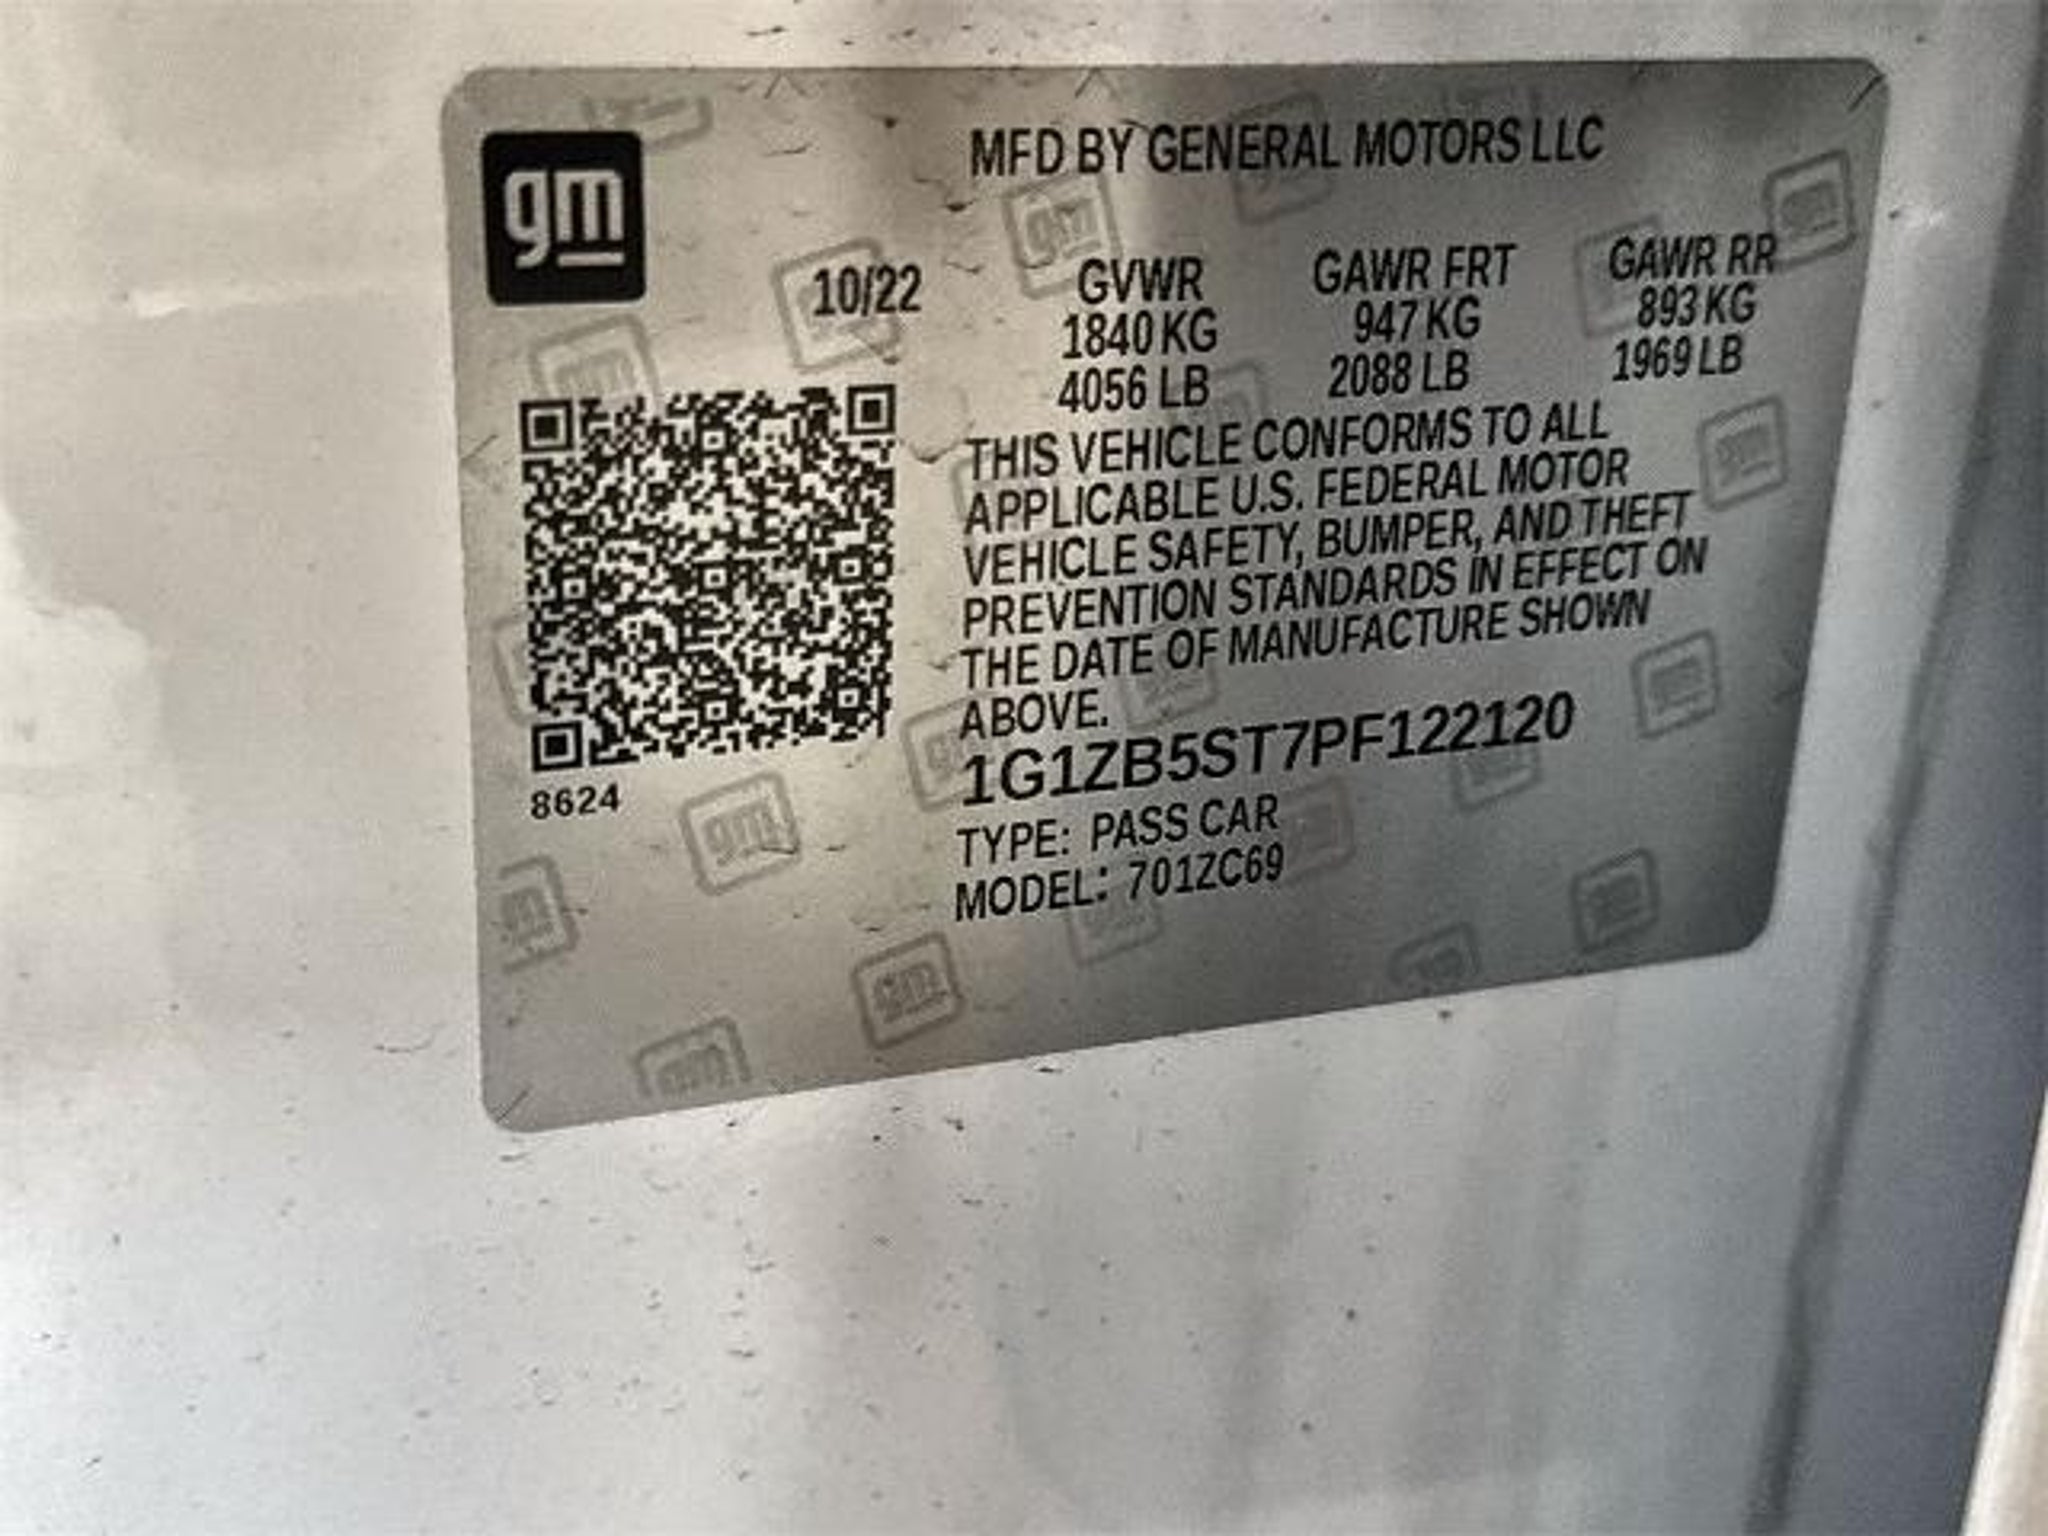 gm
MFD BY GENERAL MOTORS LLC
10/22
GVWR GAWR FRT GAWR RR
1840 KG 947 KG 893 KG
4056 LB 2088 LB 1969 LB
THIS VEHICLE CONFORMS TO ALL
APPLICABLE U.S. FEDERAL MOTOR
VEHICLE SAFETY, BUMPER, AND THEFT
PREVENTION STANDARDS IN EFFECT ON
THE DATE OF MANUFACTURE SHOWN
ABOVE.
1G1ZB5ST7PF122120
8624
TYPE: PASS CAR
MODEL: 701ZC69